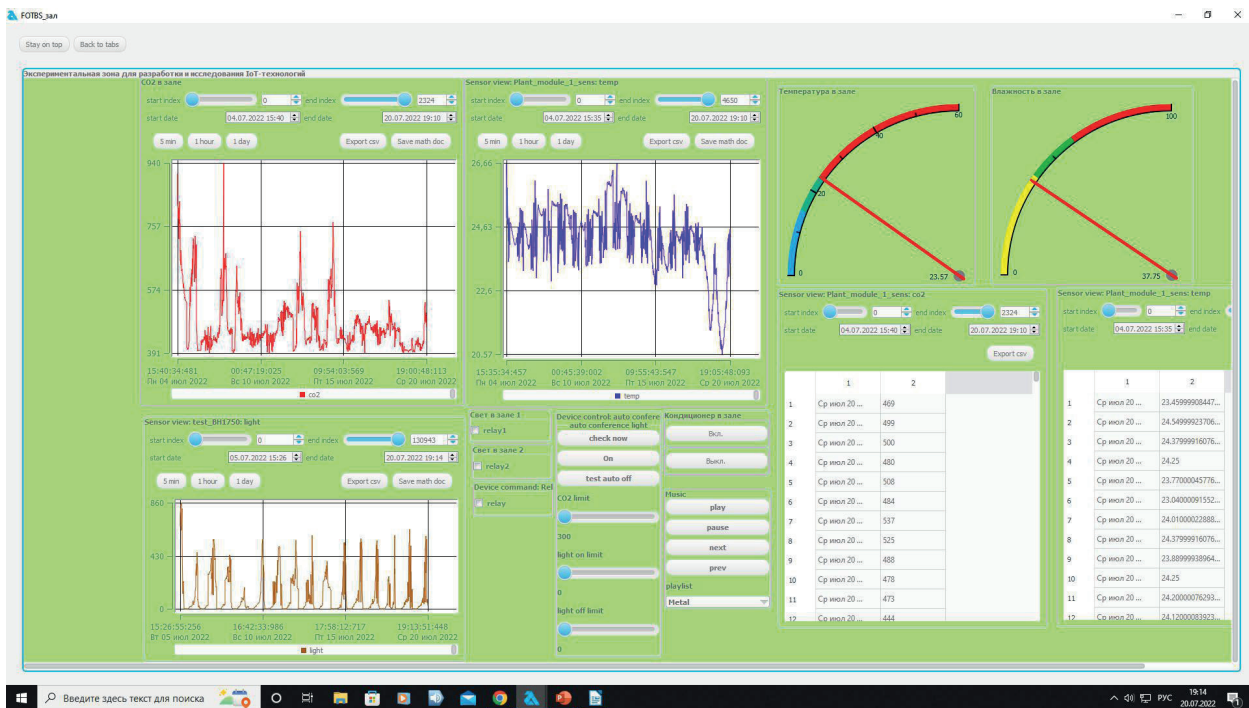 FOTBS_зал
Stay on top
Back to tabs
Экспериментальная зона для разработки и исследования IoT-технологий
CO2 в зале
start index
0
end index
2324
start date
04.07.2022 15:40
end date
20.07.2022 19:10
5 min
1 hour
1 day
Export csv
Save math doc
940
757
574
391
15:40:34:481
00:47:19:025
09:54:03:569
19:00:48:113
Пн 04 июл 2022
Вс 10 июл 2022
Пт 15 июл 2022
Ср 20 июл 2022
co2
Sensor view: Plant_module_1_sens: temp
start index
0
end index
4650
start date
04.07.2022 15:35
end date
20.07.2022 19:10
5 min
1 hour
1 day
Export csv
Save math doc
26,66
24,63
22,6
20,57
15:35:34:457
00:45:39:002
09:55:43:547
19:05:48:093
Пн 04 июл 2022
Вс 10 июл 2022
Пт 15 июл 2022
Ср 20 июл 2022
temp
Температура в зале
0
20
40
60
23.57
Влажность в зале
0
100
37.75
Sensor view: test_BH1750: light
start index
0
end index
130943
start date
05.07.2022 15:26
end date
20.07.2022 19:14
5 min
1 hour
1 day
Export csv
Save math doc
860
430
0
15:26:55:256
16:42:33:986
17:58:12:717
19:13:51:448
Вт 05 июл 2022
Вс 10 июл 2022
Пт 15 июл 2022
Ср 20 июл 2022
light
Свет в зале 1
relay1
Свет в зале 2
relay2
Device command: Rel
relay
Device control: auto confere
auto conference light
check now
On
test auto off
CO2 limit
300
light on limit
0
light off limit
0
Кондиционер в зале
Вкл.
Выкл.
Music
play
pause
next
prev
playlist
Metal
Sensor view: Plant_module_1_sens: co2
start index
0
end index
2324
start date
04.07.2022 15:40
end date
20.07.2022 19:10
Export csv
1 2
1 Ср июл 20 ... 469
2 Ср июл 20 ... 499
3 Ср июл 20 ... 500
4 Ср июл 20 ... 480
5 Ср июл 20 ... 508
6 Ср июл 20 ... 484
7 Ср июл 20 ... 537
8 Ср июл 20 ... 525
9 Ср июл 20 ... 488
10 Ср июл 20 ... 478
11 Ср июл 20 ... 473
12 Ср июл 20 ... 444
Sensor view: Plant_module_1_sens: temp
start index
0
end index
start date
04.07.2022 15:35
end date
1 2
1 Ср июл 20 ... 23.45999908447...
2 Ср июл 20 ... 24.54999923706...
3 Ср июл 20 ... 24.37999916076...
4 Ср июл 20 ... 24.25
5 Ср июл 20 ... 23.77000045776...
6 Ср июл 20 ... 23.04000091552...
7 Ср июл 20 ... 24.01000022888...
8 Ср июл 20 ... 24.37999916076...
9 Ср июл 20 ... 23.88999938964...
10 Ср июл 20 ... 24.25
11 Ср июл 20 ... 24.20000076293...
12 Ср июл 20 ... 24.12000083923...
Введите здесь текст для поиска
РУС
19:14
20.07.2022